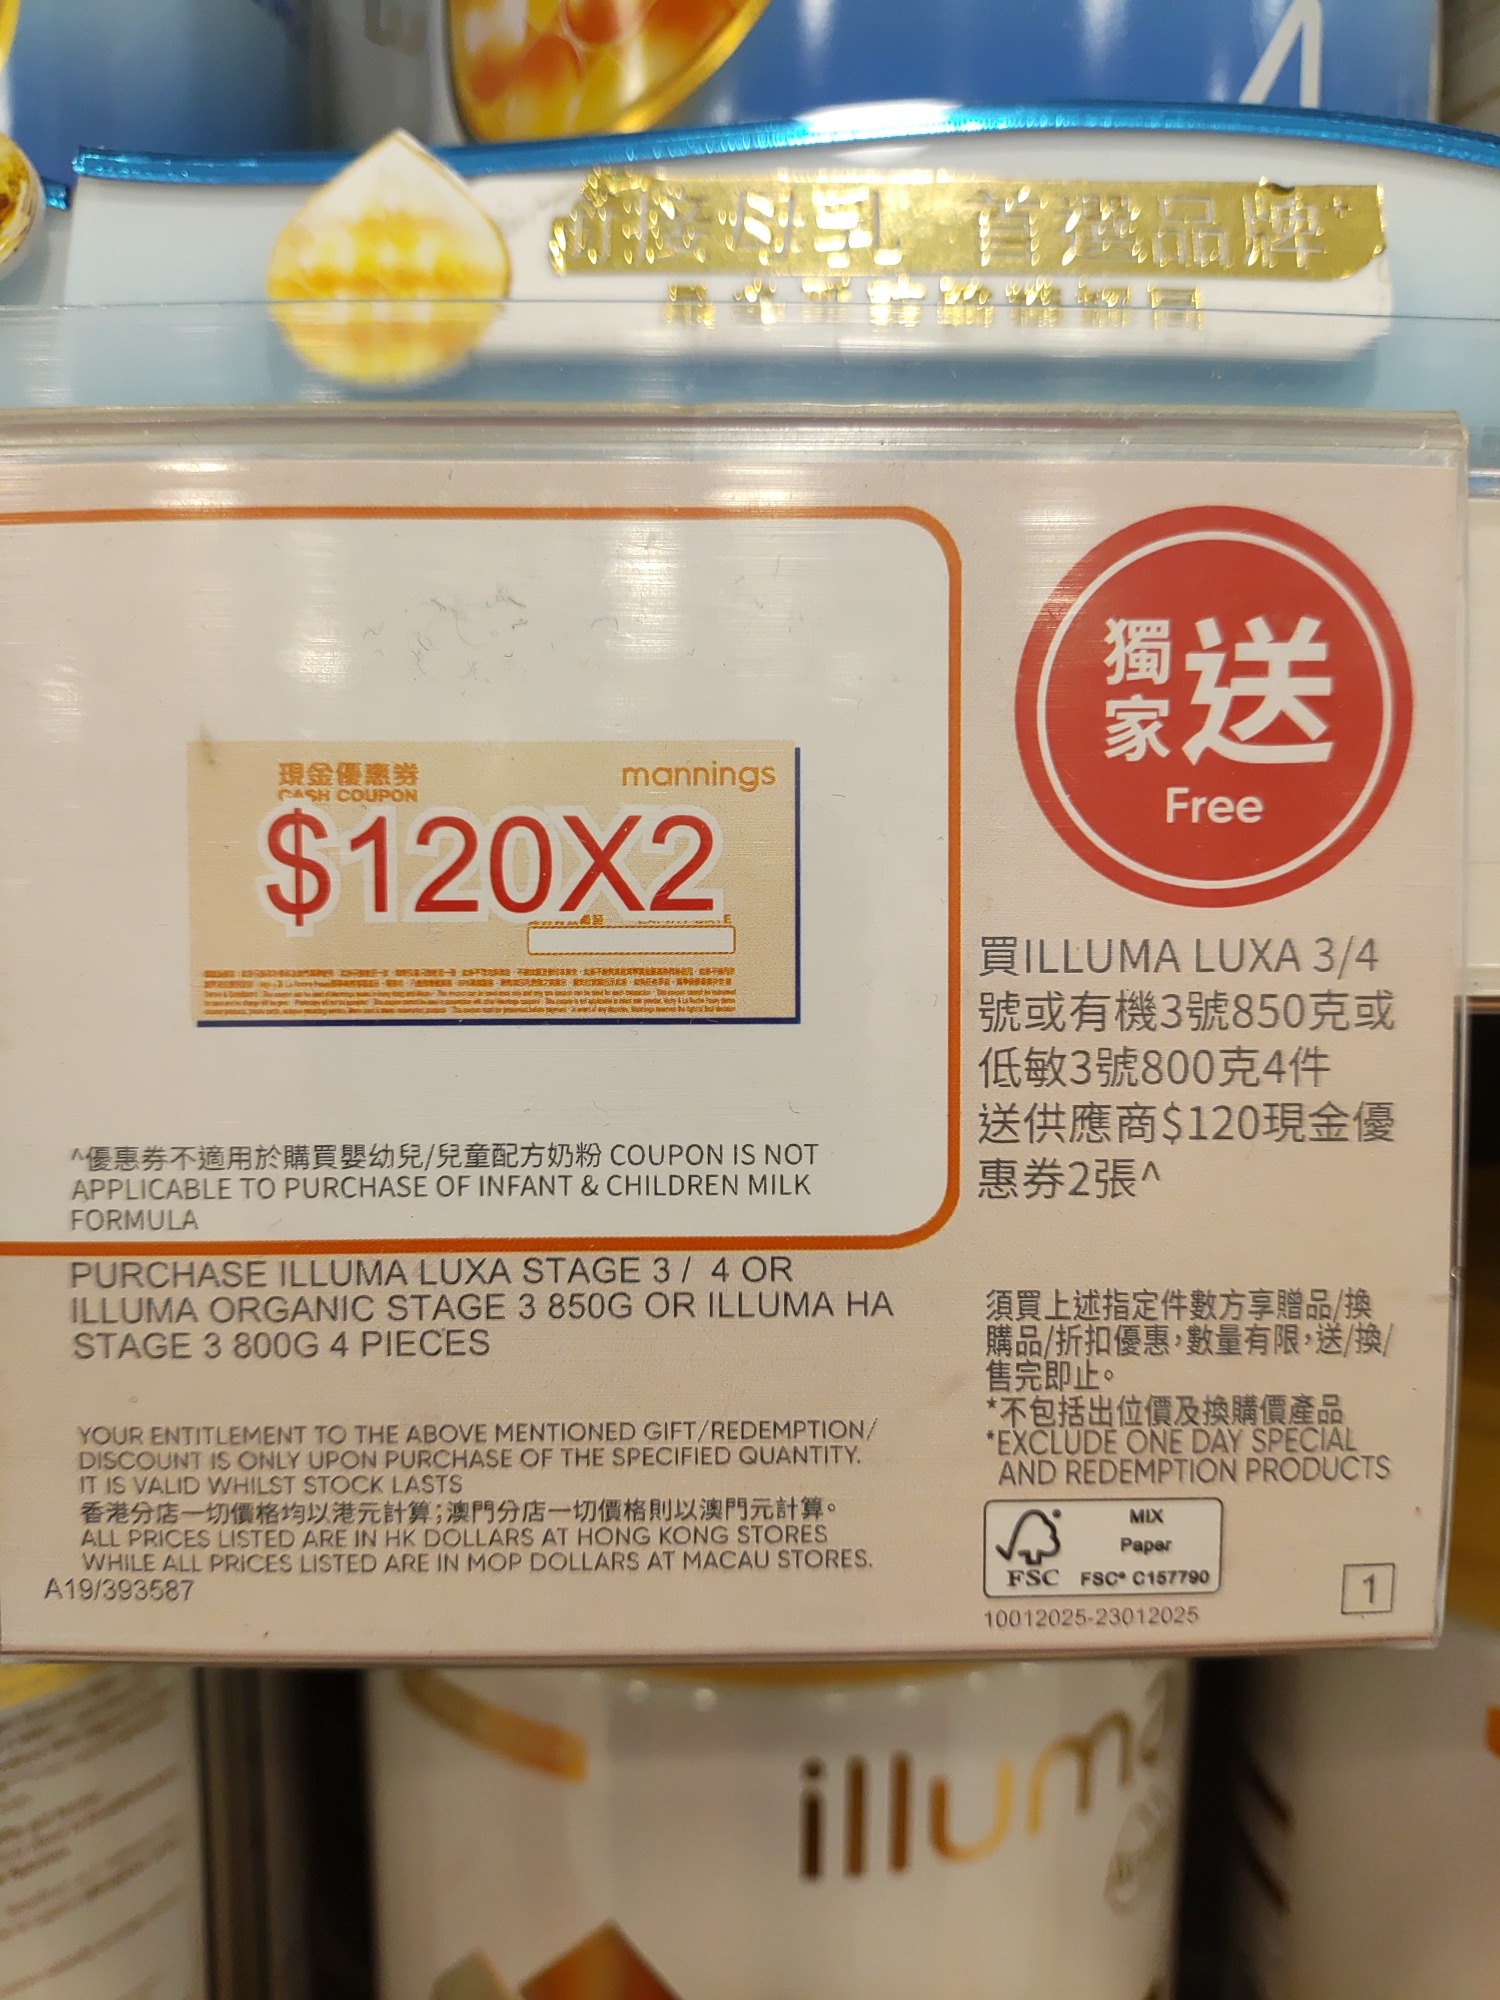 4
首選品牌
現金優惠券
CASH COUPON
mannings
$120X2
獨家送
Free
買ILLUMA LUXA 3/4
號或有機3號850克或
低敏3號800克4件
送供應商$120現金優
惠券2張^
^優惠券不適用於購買嬰幼兒/兒童配方奶粉 COUPON IS NOT
APPLICABLE TO PURCHASE OF INFANT & CHILDREN MILK
FORMULA
PURCHASE ILLUMA LUXA STAGE 3 / 4 OR
ILLUMA ORGANIC STAGE 3 850G OR ILLUMA HA
STAGE 3 800G 4 PIECES
須買上述指定件數方享贈品/換
購品/折扣優惠,數量有限,送/換/
售完即止。
*不包括出位價及換購價產品
*EXCLUDE ONE DAY SPECIAL
AND REDEMPTION PRODUCTS
YOUR ENTITLEMENT TO THE ABOVE MENTIONED GIFT/REDEMPTION/
DISCOUNT IS ONLY UPON PURCHASE OF THE SPECIFIED QUANTITY.
IT IS VALID WHILST STOCK LASTS
香港分店一切價格均以港元計算;澳門分店一切價格則以澳門元計算。
ALL PRICES LISTED ARE IN HK DOLLARS AT HONG KONG STORES
WHILE ALL PRICES LISTED ARE IN MOP DOLLARS AT MACAU STORES.
A19/393587
MIX
Paper
FSC FSC® C157790
10012025-23012025
1
illuma